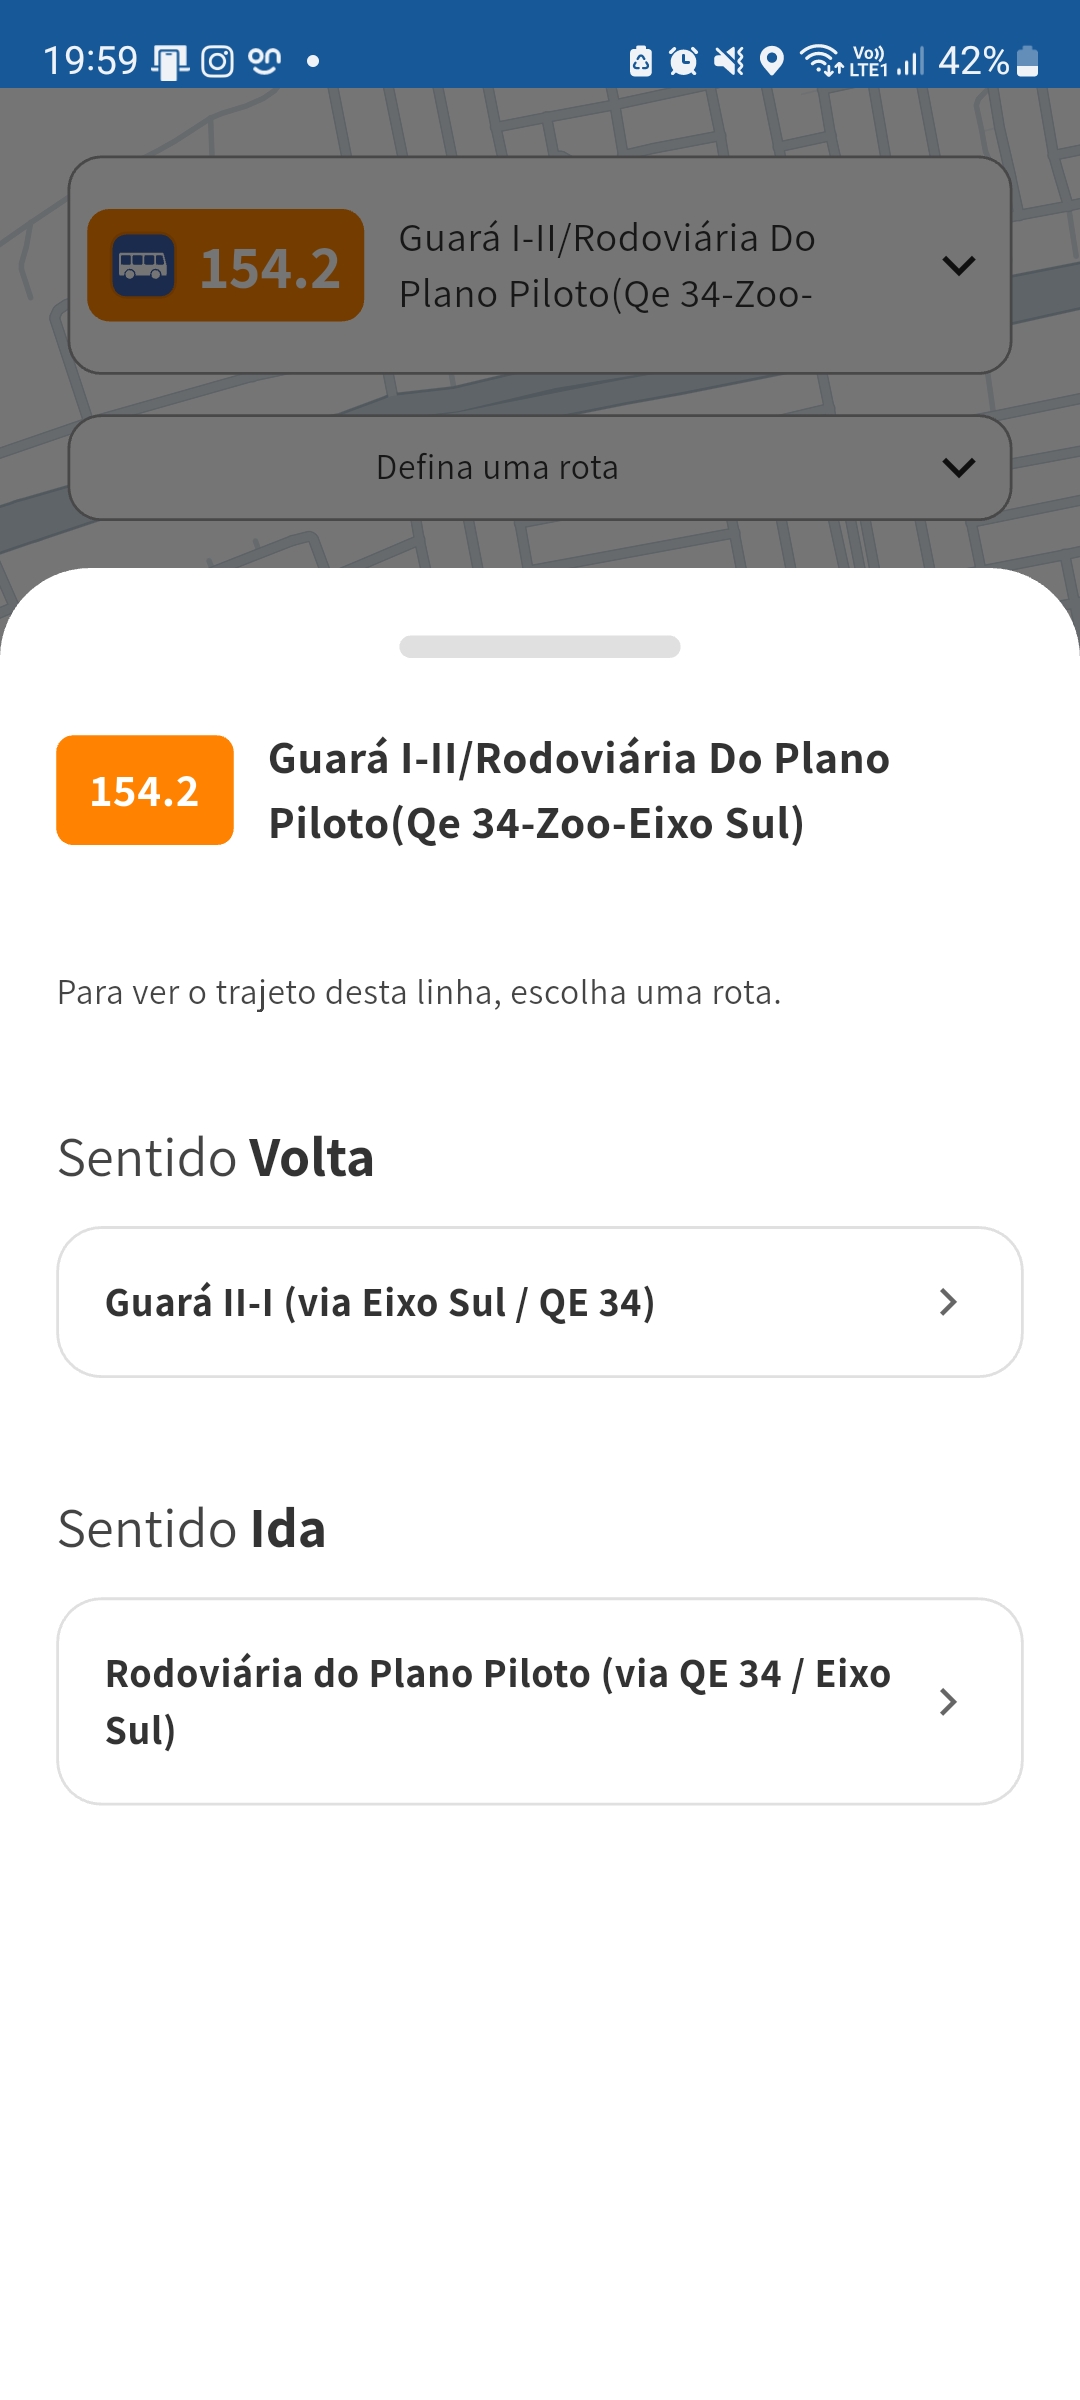 19:59
Vo))
LTE1
42%
154.2
Guará I-II/Rodoviária Do
Plano Piloto(Qe 34-Zoo-
Defina uma rota
154.2
Guará I-II/Rodoviária Do Plano
Piloto(Qe 34-Zoo-Eixo Sul)
Para ver o trajeto desta linha, escolha uma rota.
Sentido Volta
Guará II-I (via Eixo Sul / QE 34)
Sentido Ida
Rodoviária do Plano Piloto (via QE 34 / Eixo
Sul)